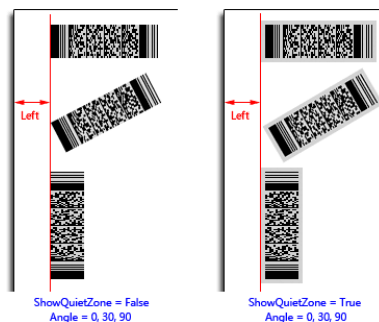 Left
Left
ShowQuietZone = False
Angle = 0, 30, 90
ShowQuietZone = True
Angle = 0, 30, 90